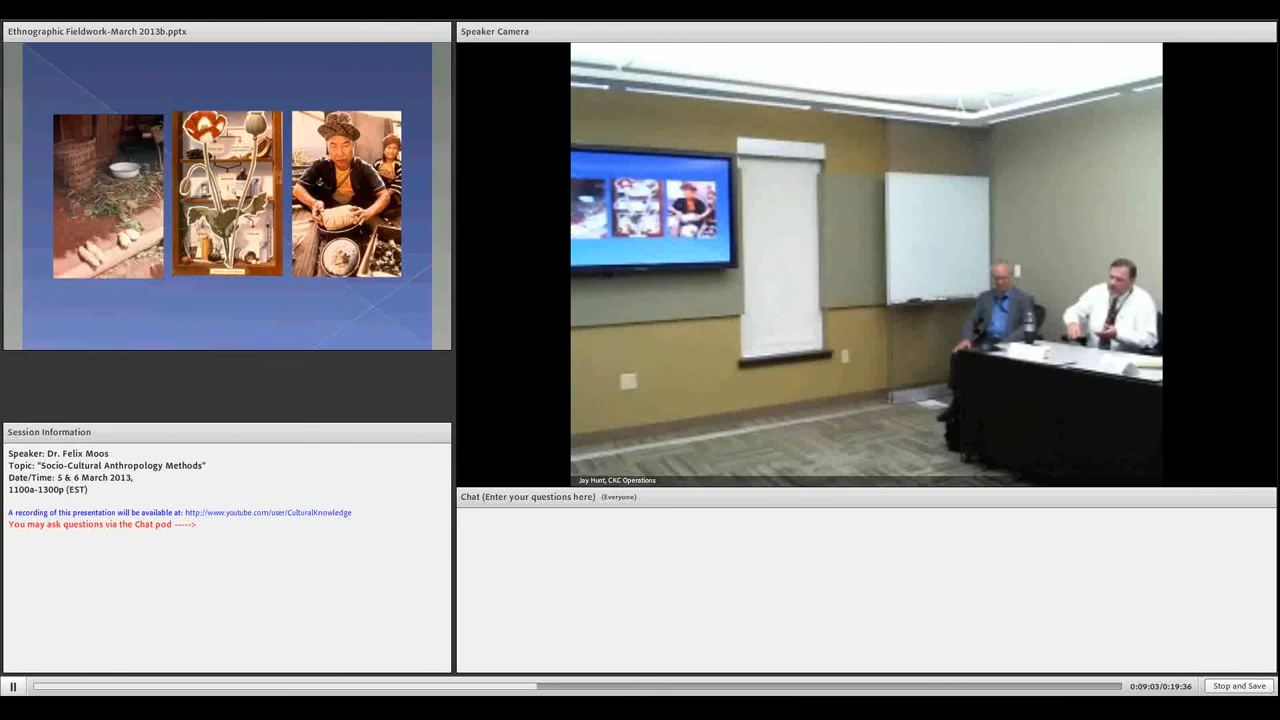 Ethnographic Fieldwork-March 2013b.pptx
Speaker Camera
Jay Hunt, CKC Operations
Session Information
Speaker: Dr. Felix Moos
Topic: "Socio-Cultural Anthropology Methods"
Date/Time: 5 & 6 March 2013,
1100a-1300p (EST)
A recording of this presentation will be available at: http://www.youtube.com/user/CulturalKnowledge
You may ask questions via the Chat pod ----->
Chat (Enter your questions here) (Everyone)
0:09:03/0:19:36
Stop and Save